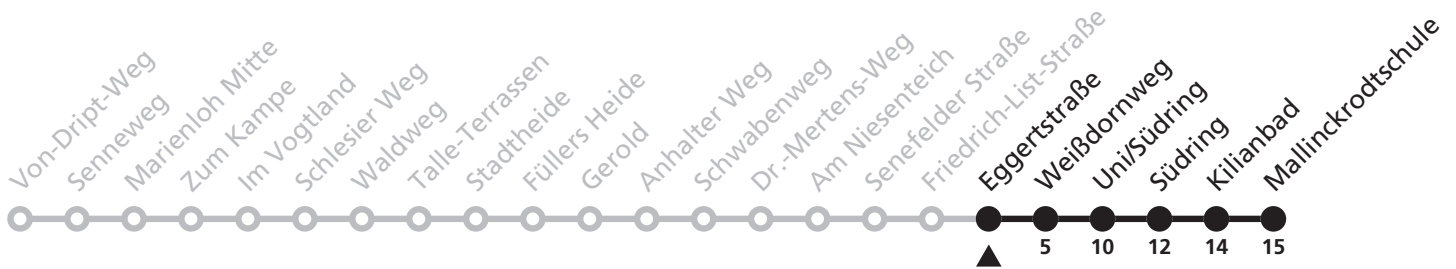 Von-Dript-Weg
Senneweg
Marienloh Mitte
Zum Kampe
Im Vogtland
Schlesier Weg
Waldweg
Talle-Terrassen
Stadtheide
Füllers Heide
Gerold
Anhalter Weg
Schwabenweg
Dr.-Mertens-Weg
Am Niesenteich
Senefelder Straße
Friedrich-List-Straße
Eggertstraße
Weißdornweg
Uni/Südring
Südring
Kilianbad
Mallinckrodtschule
5 10 12 14 15